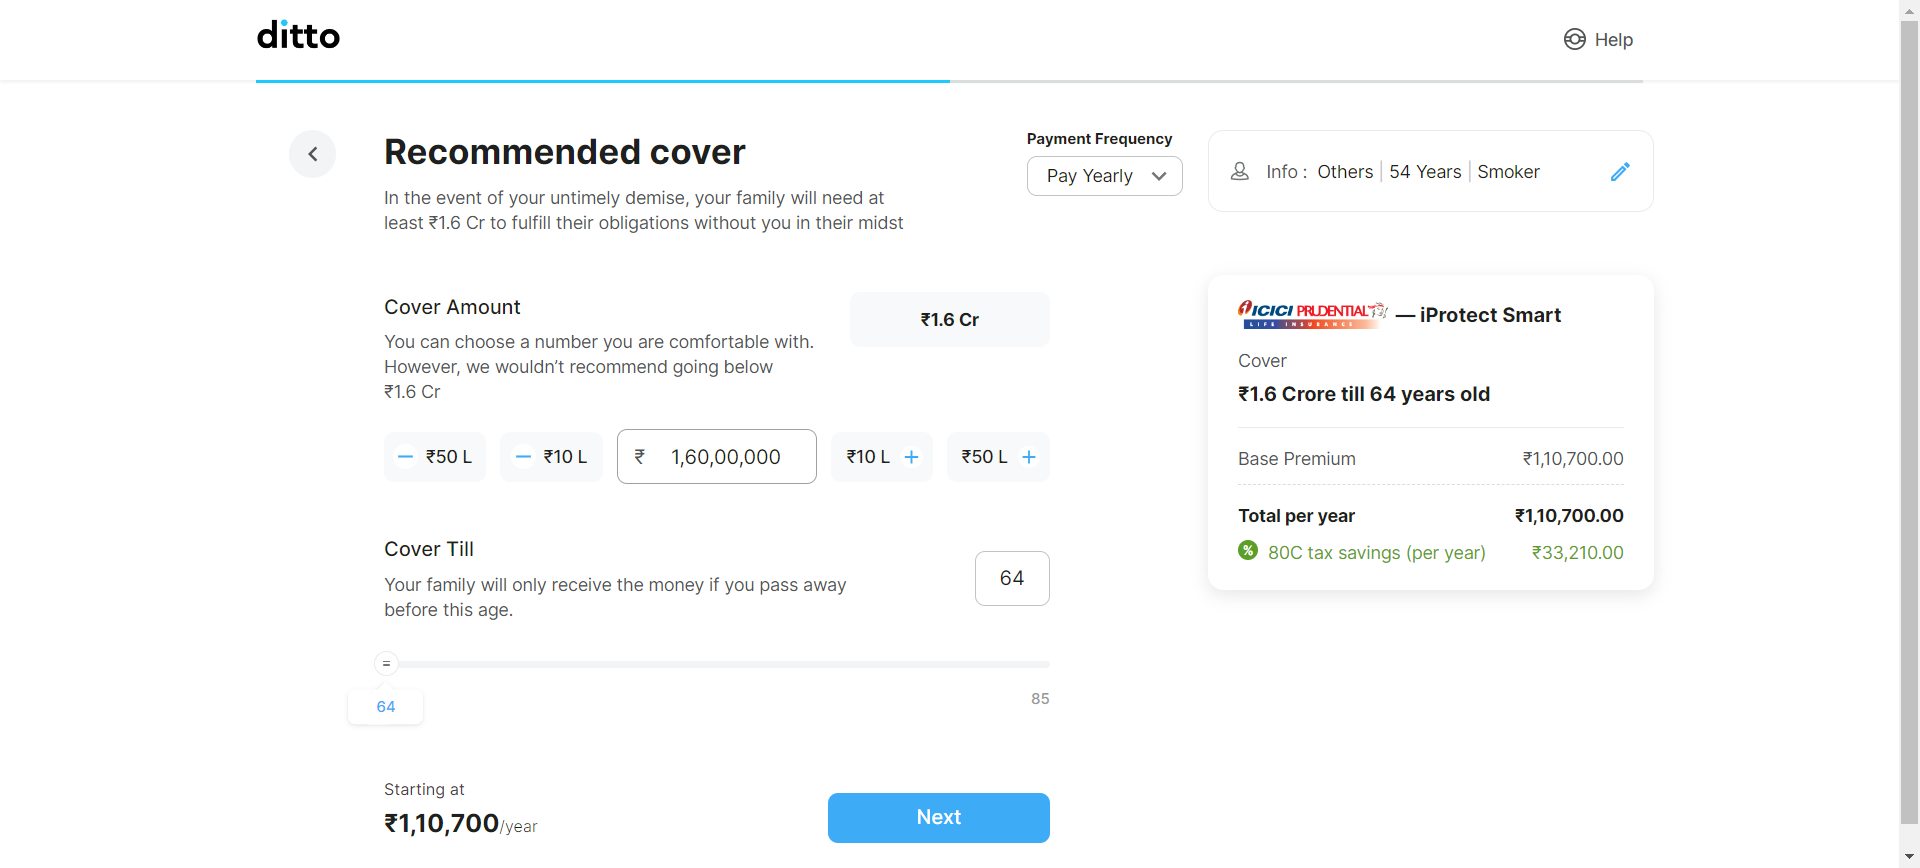 ditto
Help
Recommended cover
In the event of your untimely demise, your family will need at
least ₹1.6 Cr to fulfill their obligations without you in their midst
Payment Frequency
Pay Yearly
Info : Others | 54 Years | Smoker
Cover Amount
You can choose a number you are comfortable with.
However, we wouldn’t recommend going below
₹1.6 Cr
₹1.6 Cr
− ₹50 L
− ₹10 L
₹ 1,60,00,000
₹10 L +
₹50 L +
Cover Till
Your family will only receive the money if you pass away
before this age.
64
=
64
85
Starting at
₹1,10,700/year
Next
ICICI PRUDENTIAL
LIFE INSURANCE
— iProtect Smart
Cover
₹1.6 Crore till 64 years old
Base Premium ₹1,10,700.00
Total per year ₹1,10,700.00
% 80C tax savings (per year) ₹33,210.00